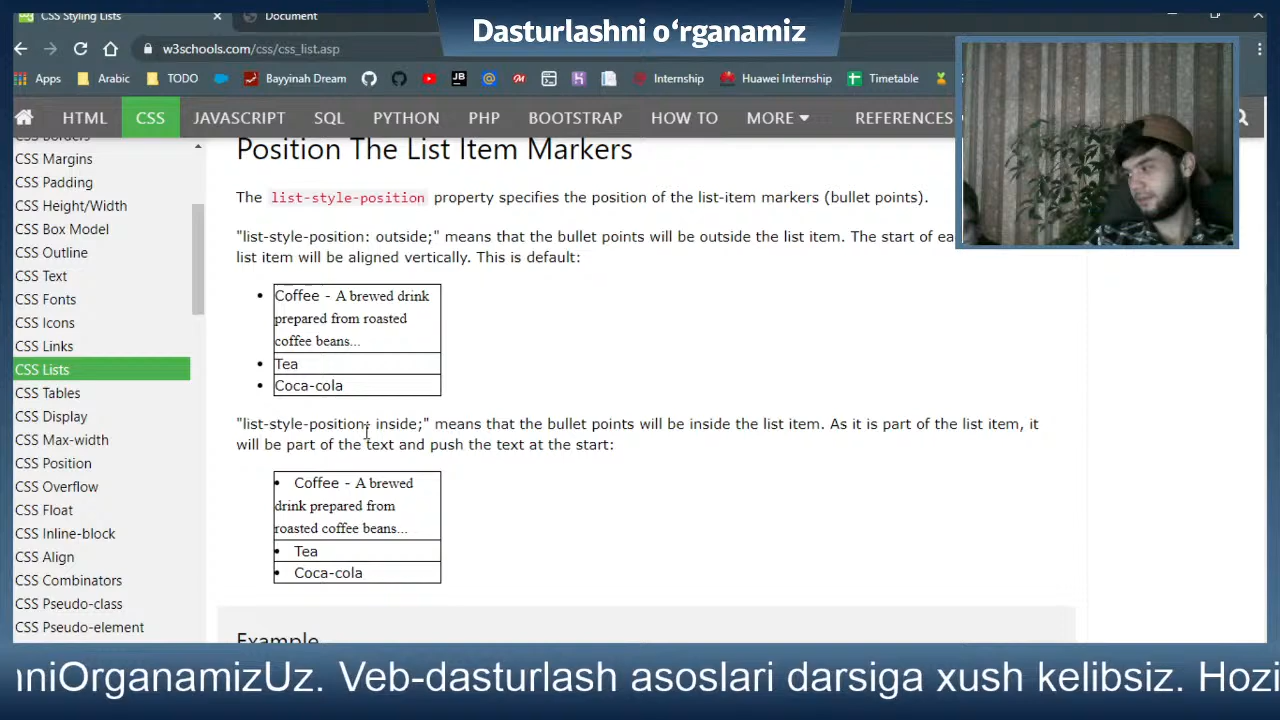 CSS Styling Lists
Document
Dasturlashni o‘rganamiz
w3schools.com/css/css_list.asp
Apps Arabic TODO Bayyinah Dream Internship Huawei Internship Timetable
HTML CSS JAVASCRIPT SQL PYTHON PHP BOOTSTRAP HOW TO MORE REFERENCES
CSS Borders
CSS Margins
CSS Padding
CSS Height/Width
CSS Box Model
CSS Outline
CSS Text
CSS Fonts
CSS Icons
CSS Links
CSS Lists
CSS Tables
CSS Display
CSS Max-width
CSS Position
CSS Overflow
CSS Float
CSS Inline-block
CSS Align
CSS Combinators
CSS Pseudo-class
CSS Pseudo-element
Position The List Item Markers
The list-style-position property specifies the position of the list-item markers (bullet points).
"list-style-position: outside;" means that the bullet points will be outside the list item. The start of
list item will be aligned vertically. This is default:
Coffee - A brewed drink
prepared from roasted
coffee beans...
Tea
Coca-cola
"list-style-position: inside;" means that the bullet points will be inside the list item. As it is part of the list item, it
will be part of the text and push the text at the start:
Coffee - A brewed
drink prepared from
roasted coffee beans...
Tea
Coca-cola
Example
niOrganamizUz. Veb-dasturlash asoslari darsiga xush kelibsiz. Hozi